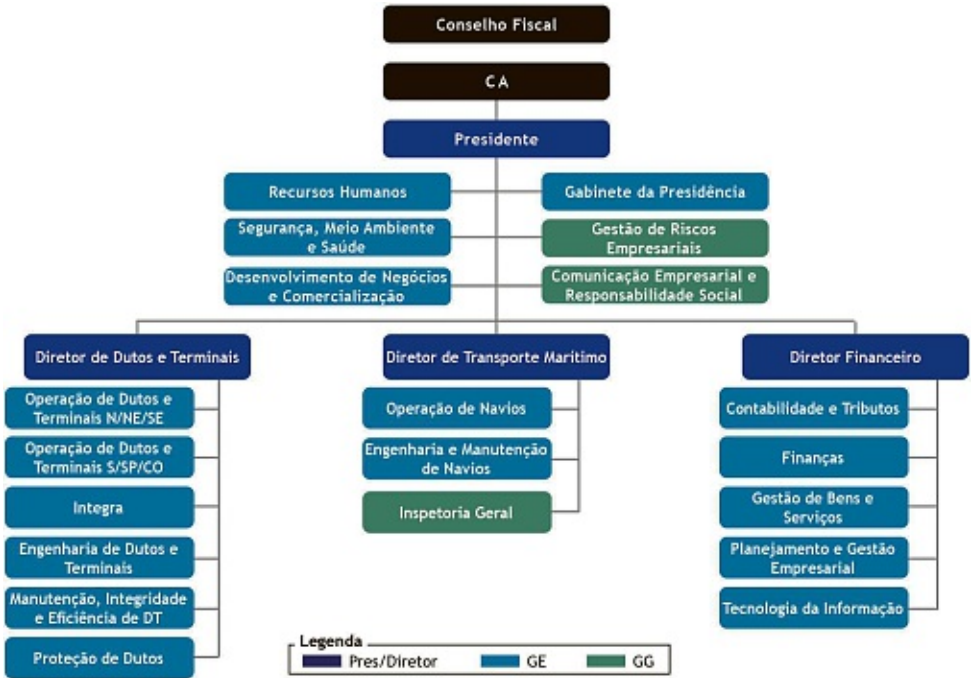 Conselho Fiscal
CA
Presidente
Recursos Humanos
Gabinete da Presidência
Segurança, Meio Ambiente
e Saúde
Gestão de Riscos
Empresariais
Desenvolvimento de Negócios
e Comercialização
Comunicação Empresarial e
Responsabilidade Social
Diretor de Dutos e Terminais
Operação de Dutos e
Terminais N/NE/SE
Operação de Dutos e
Terminais S/SP/CO
Integra
Engenharia de Dutos e
Terminais
Manutenção, Integridade
e Eficiência de DT
Proteção de Dutos
Diretor de Transporte Marítimo
Operação de Navios
Engenharia e Manutenção
de Navios
Inspetoria Geral
Diretor Financeiro
Contabilidade e Tributos
Finanças
Gestão de Bens e
Serviços
Planejamento e Gestão
Empresarial
Tecnologia da Informação
Legenda
Pres/Diretor
GE
GG